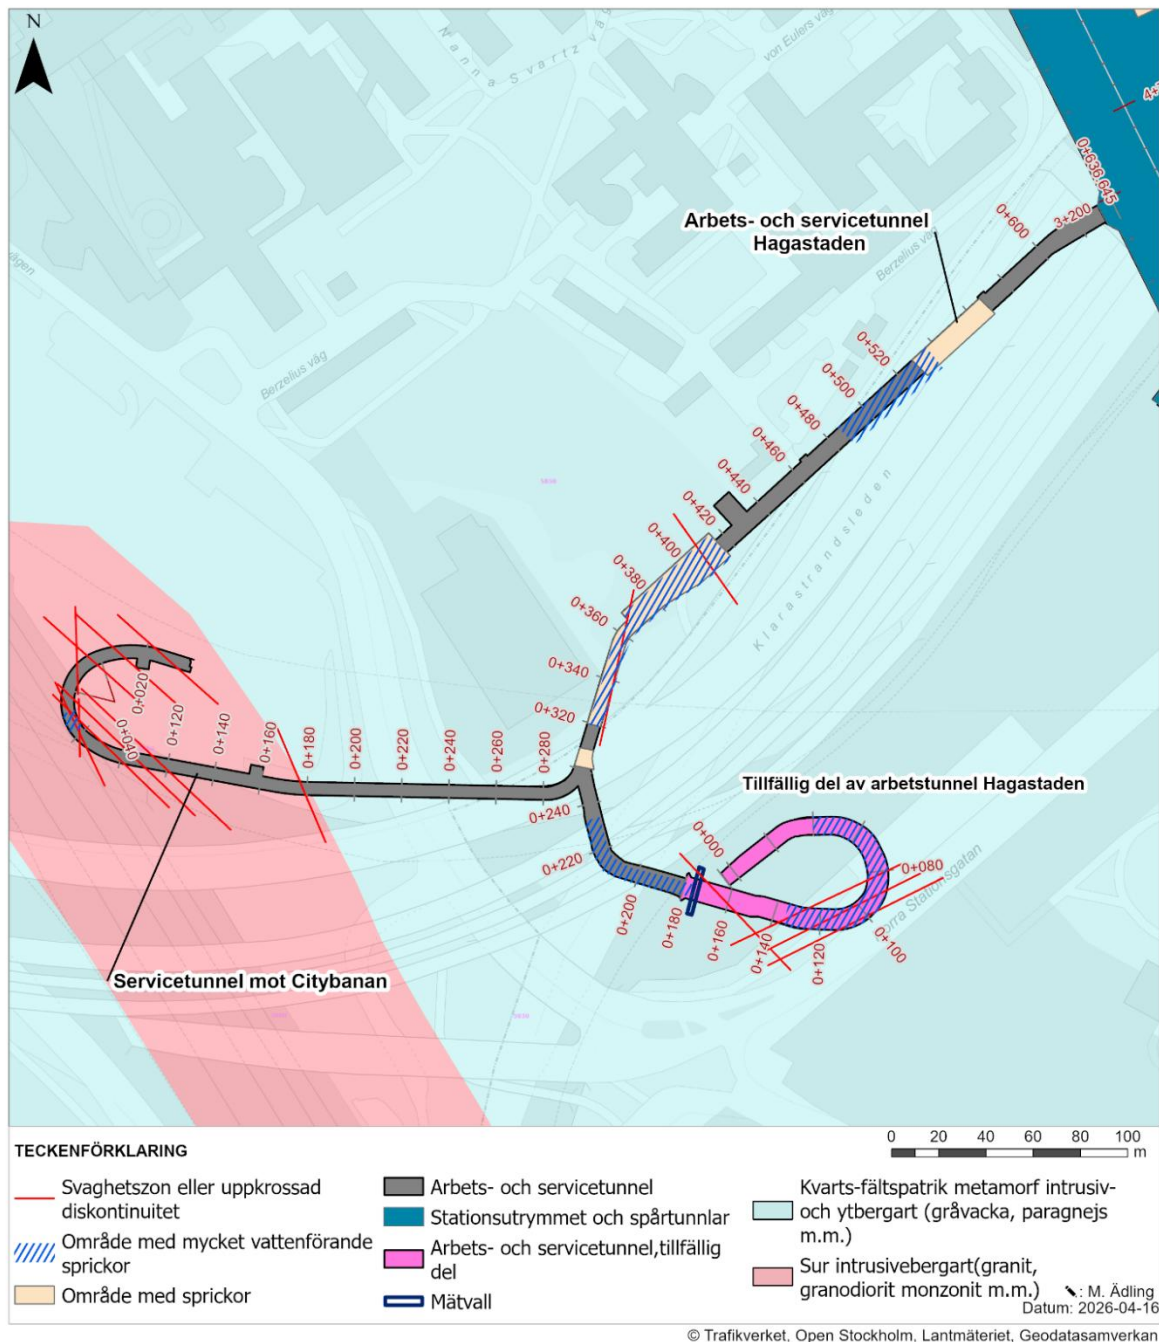 N
Nanna Svartz väg
von Eulers väg
0+636,645
3+200
0+600
Arbets- och servicetunnel
Hagastaden
Berzelius väg
vägen
Berzelius väg
0+520
0+500
0+480
0+460
0+440
0+420
0+400
0+380
0+360
0+340
0+320
Klarastrandsleden
0+020
0+040
0+120
0+140
0+160
0+180
0+200
0+220
0+240
0+260
0+280
0+240
0+220
0+200
0+180
0+160
0+140
0+120
0+100
0+080
0+000
Tillfällig del av arbetstunnel Hagastaden
orra Stationsgatan
Servicetunnel mot Citybanan
TECKENFÖRKLARING
0 20 40 60 80 100
m
Svaghetszon eller uppkrossad
diskontinuitet
Område med mycket vattenförande
sprickor
Område med sprickor
Arbets- och servicetunnel
Stationsutrymmet och spårtunnlar
Arbets- och servicetunnel,tillfällig
del
Mätvall
Kvarts-fältspatrik metamorf intrusiv-
och ytbergart (gråvacka, paragnejs
m.m.)
Sur intrusivebergart(granit,
granodiorit monzonit m.m.)
: M. Ädling
Datum: 2026-04-16
© Trafikverket, Open Stockholm, Lantmäteriet, Geodatasamverkan